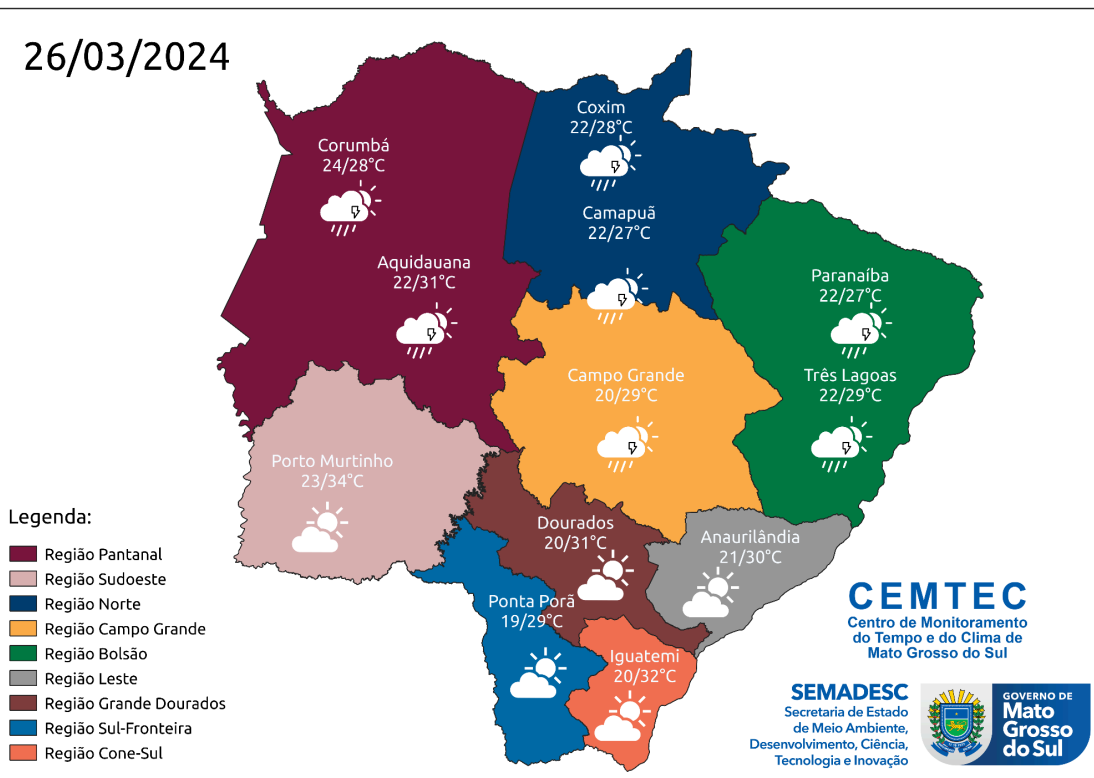 26/03/2024
Coxim
22/28°C
Corumbá
24/28°C
Camapuã
22/27°C
Aquidauana
22/31°C
Paranaíba
22/27°C
Campo Grande
20/29°C
Três Lagoas
22/29°C
Porto Murtinho
23/34°C
Dourados
20/31°C
Anaurilândia
21/30°C
Ponta Porã
19/29°C
Iguatemi
20/32°C
Legenda:
Região Pantanal
Região Sudoeste
Região Norte
Região Campo Grande
Região Bolsão
Região Leste
Região Grande Dourados
Região Sul-Fronteira
Região Cone-Sul
CEMTEC
Centro de Monitoramento
do Tempo e do Clima de
Mato Grosso do Sul
SEMADESC
Secretaria de Estado
de Meio Ambiente,
Desenvolvimento, Ciência,
Tecnologia e Inovação
GOVERNO DE
Mato
Grosso
do Sul